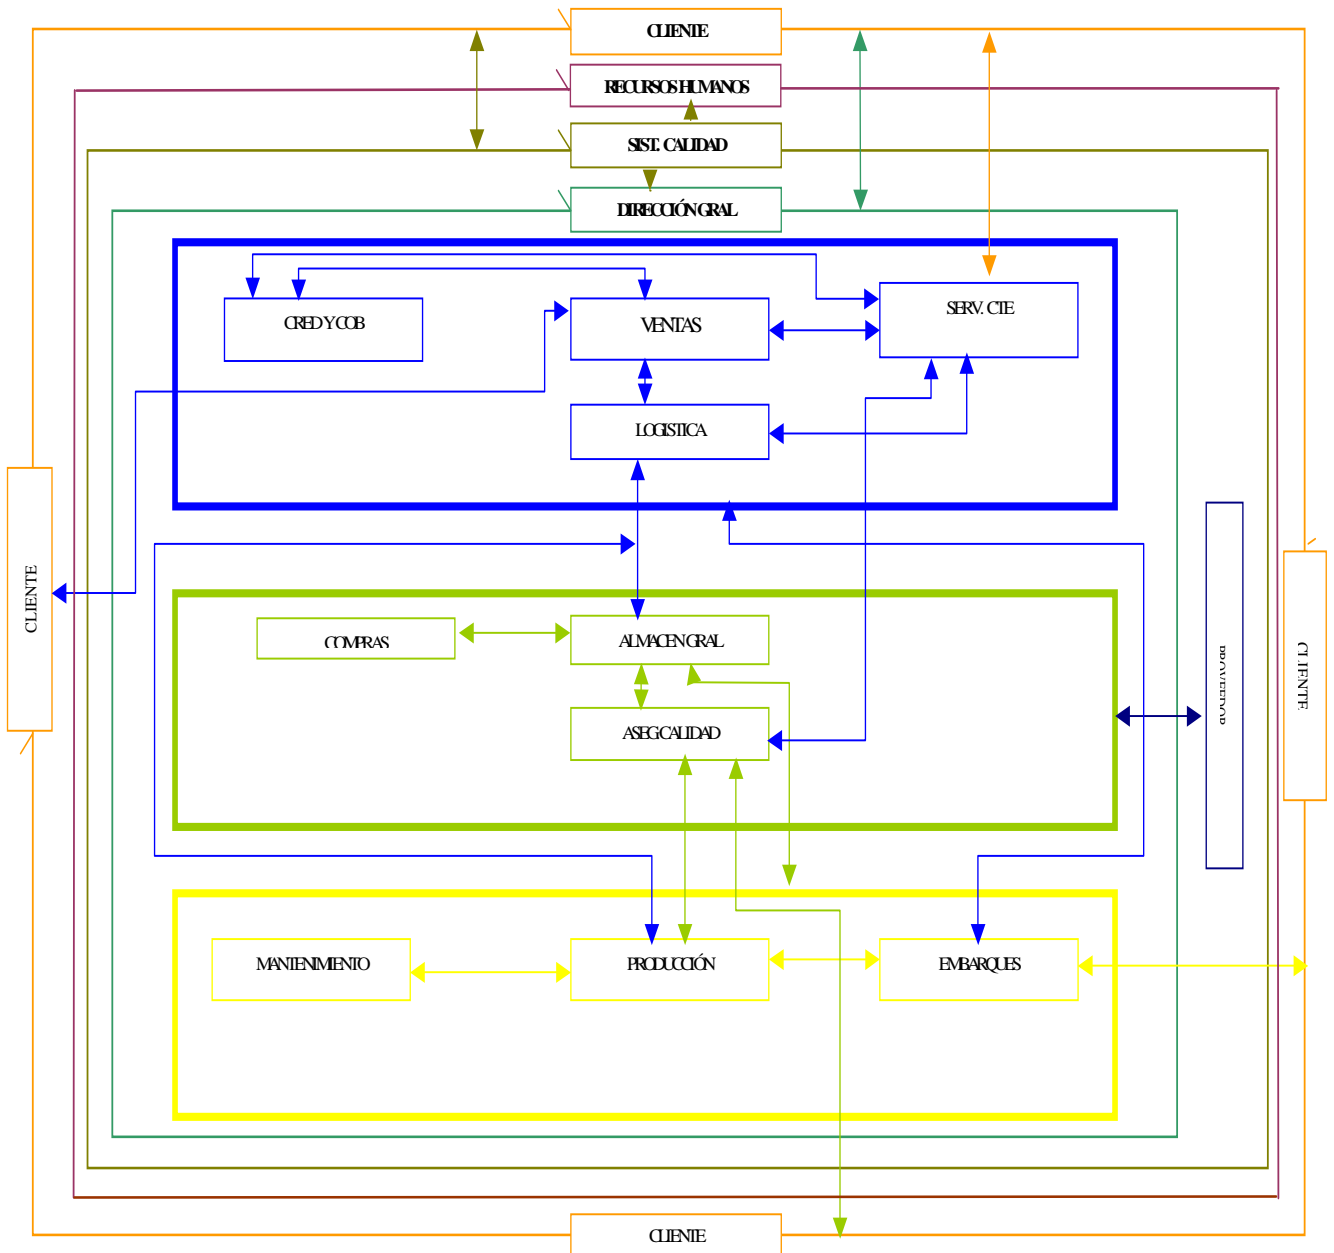 CLIENTE
RECURSOS HUMANOS
SIST. CALIDAD
DIRECCIÓN GRAL
CRED Y COB
VENTAS
SERV. CTE
LOGISTICA
CLIENTE
COMPRAS
ALMACEN GRAL
ASEG CALIDAD
PROVEEDOR
CLIENTE
MANTENIMIENTO
PRODUCCIÓN
EMBARQUES
CLIENTE